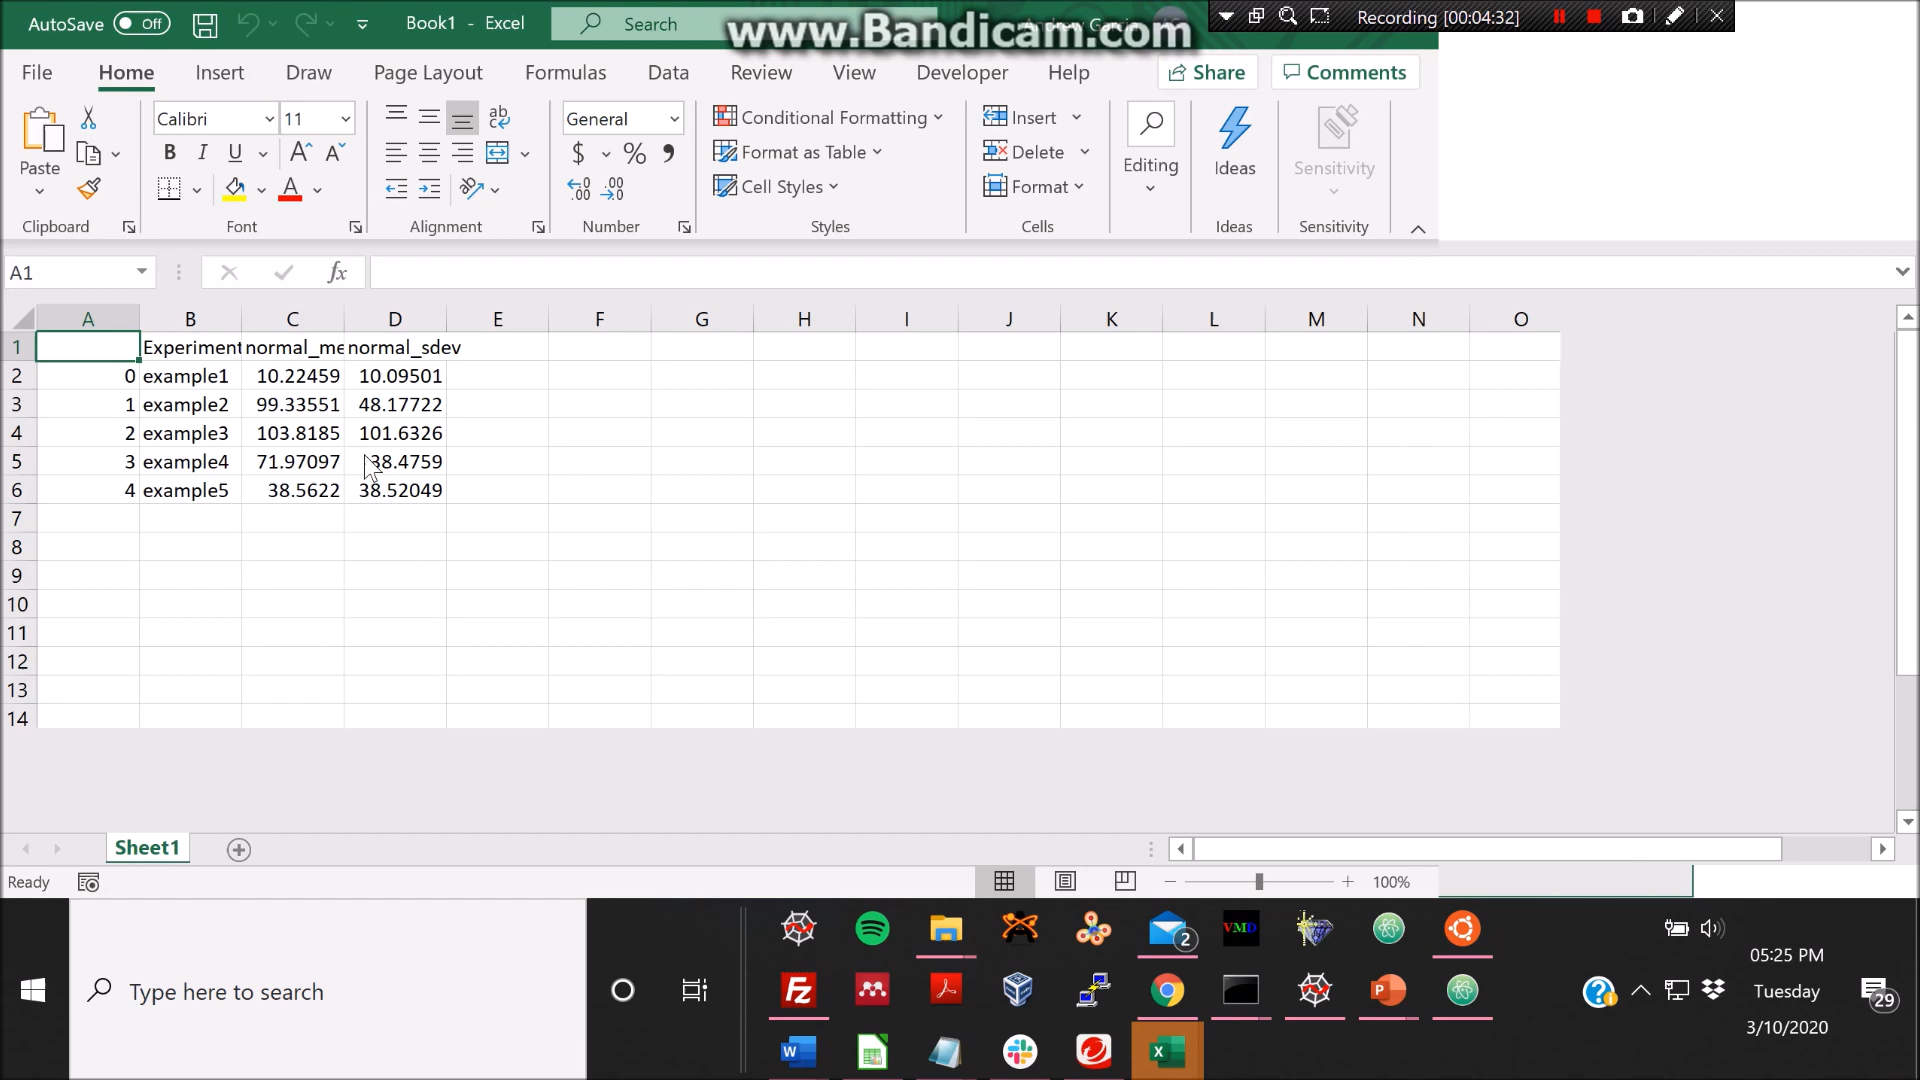 AutoSave Off Book1 - Excel Search www.Bandicam.com Recording [00:04:32]
File Home Insert Draw Page Layout Formulas Data Review View Developer Help Share Comments
Calibri 11 General Conditional Formatting Insert
Paste B I U $ % Format as Table Delete Editing Ideas Sensitivity
Cell Styles Format
Clipboard Font Alignment Number Styles Cells Ideas Sensitivity
A1 fx
A B C D E F G H I J K L M N O
1 Experiment normal_me normal_sdev
2 0 example1 10.22459 10.09501
3 1 example2 99.33551 48.17722
4 2 example3 103.8185 101.6326
5 3 example4 71.97097 38.4759
6 4 example5 38.5622 38.52049
7
8
9
10
11
12
13
14
Sheet1
Ready 100%
2 VMD
05:25 PM
Type here to search Fz P Tuesday 29
3/10/2020
W X